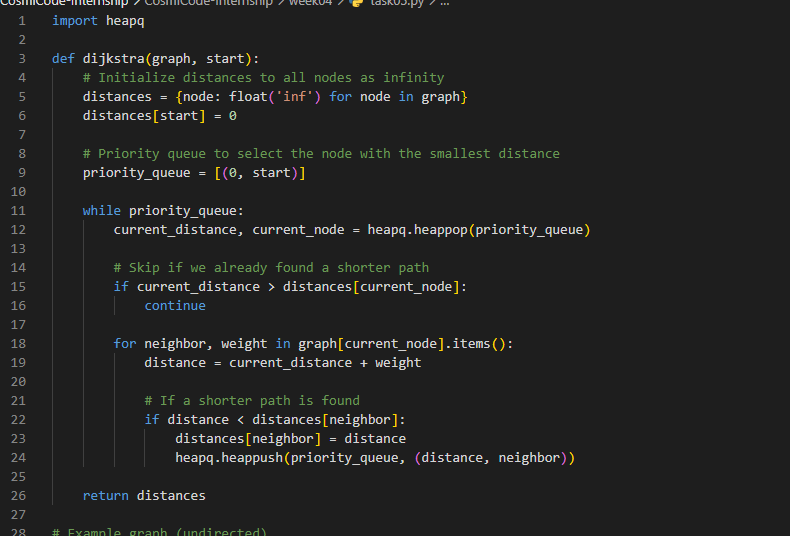 CosmiCode-Internship > CosmiCode-Internship > week04 > task05.py > ...
1 import heapq
2
3 def dijkstra(graph, start):
4 # Initialize distances to all nodes as infinity
5 distances = {node: float('inf') for node in graph}
6 distances[start] = 0
7
8 # Priority queue to select the node with the smallest distance
9 priority_queue = [(0, start)]
10
11 while priority_queue:
12 current_distance, current_node = heapq.heappop(priority_queue)
13
14 # Skip if we already found a shorter path
15 if current_distance > distances[current_node]:
16 continue
17
18 for neighbor, weight in graph[current_node].items():
19 distance = current_distance + weight
20
21 # If a shorter path is found
22 if distance < distances[neighbor]:
23 distances[neighbor] = distance
24 heapq.heappush(priority_queue, (distance, neighbor))
25
26 return distances
27
28 # Example graph (undirected)